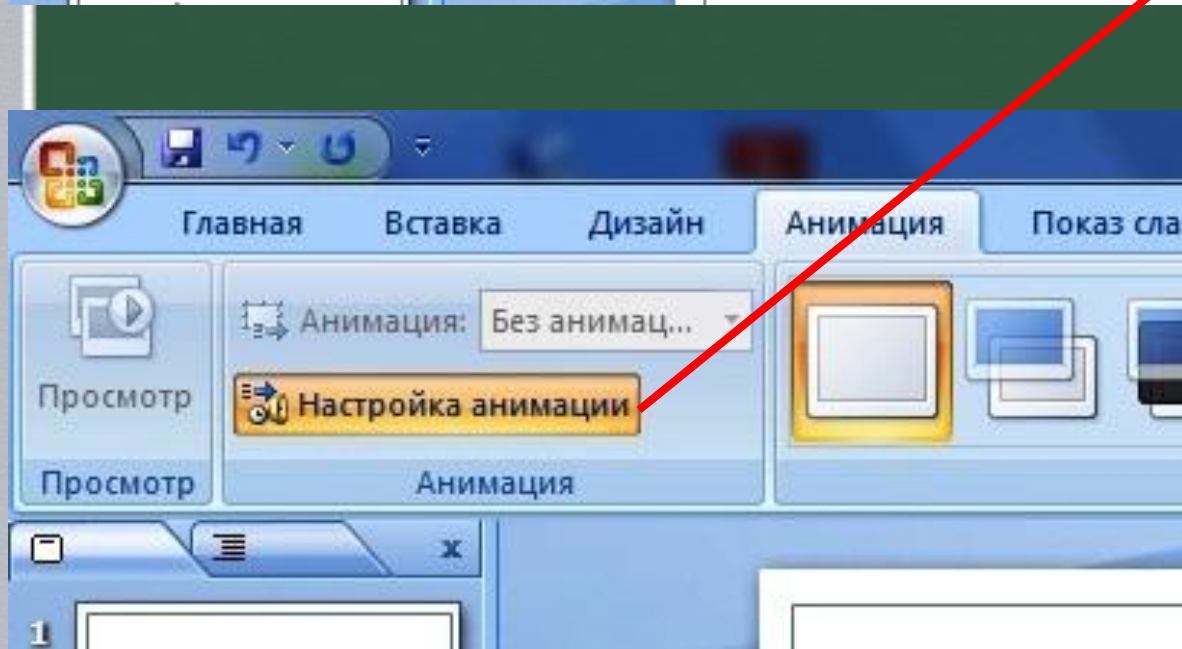 Главная Вставка Дизайн Анимация Показ сла
Анимация: Без анимац...
Просмотр Настройка анимации
Просмотр Анимация
1